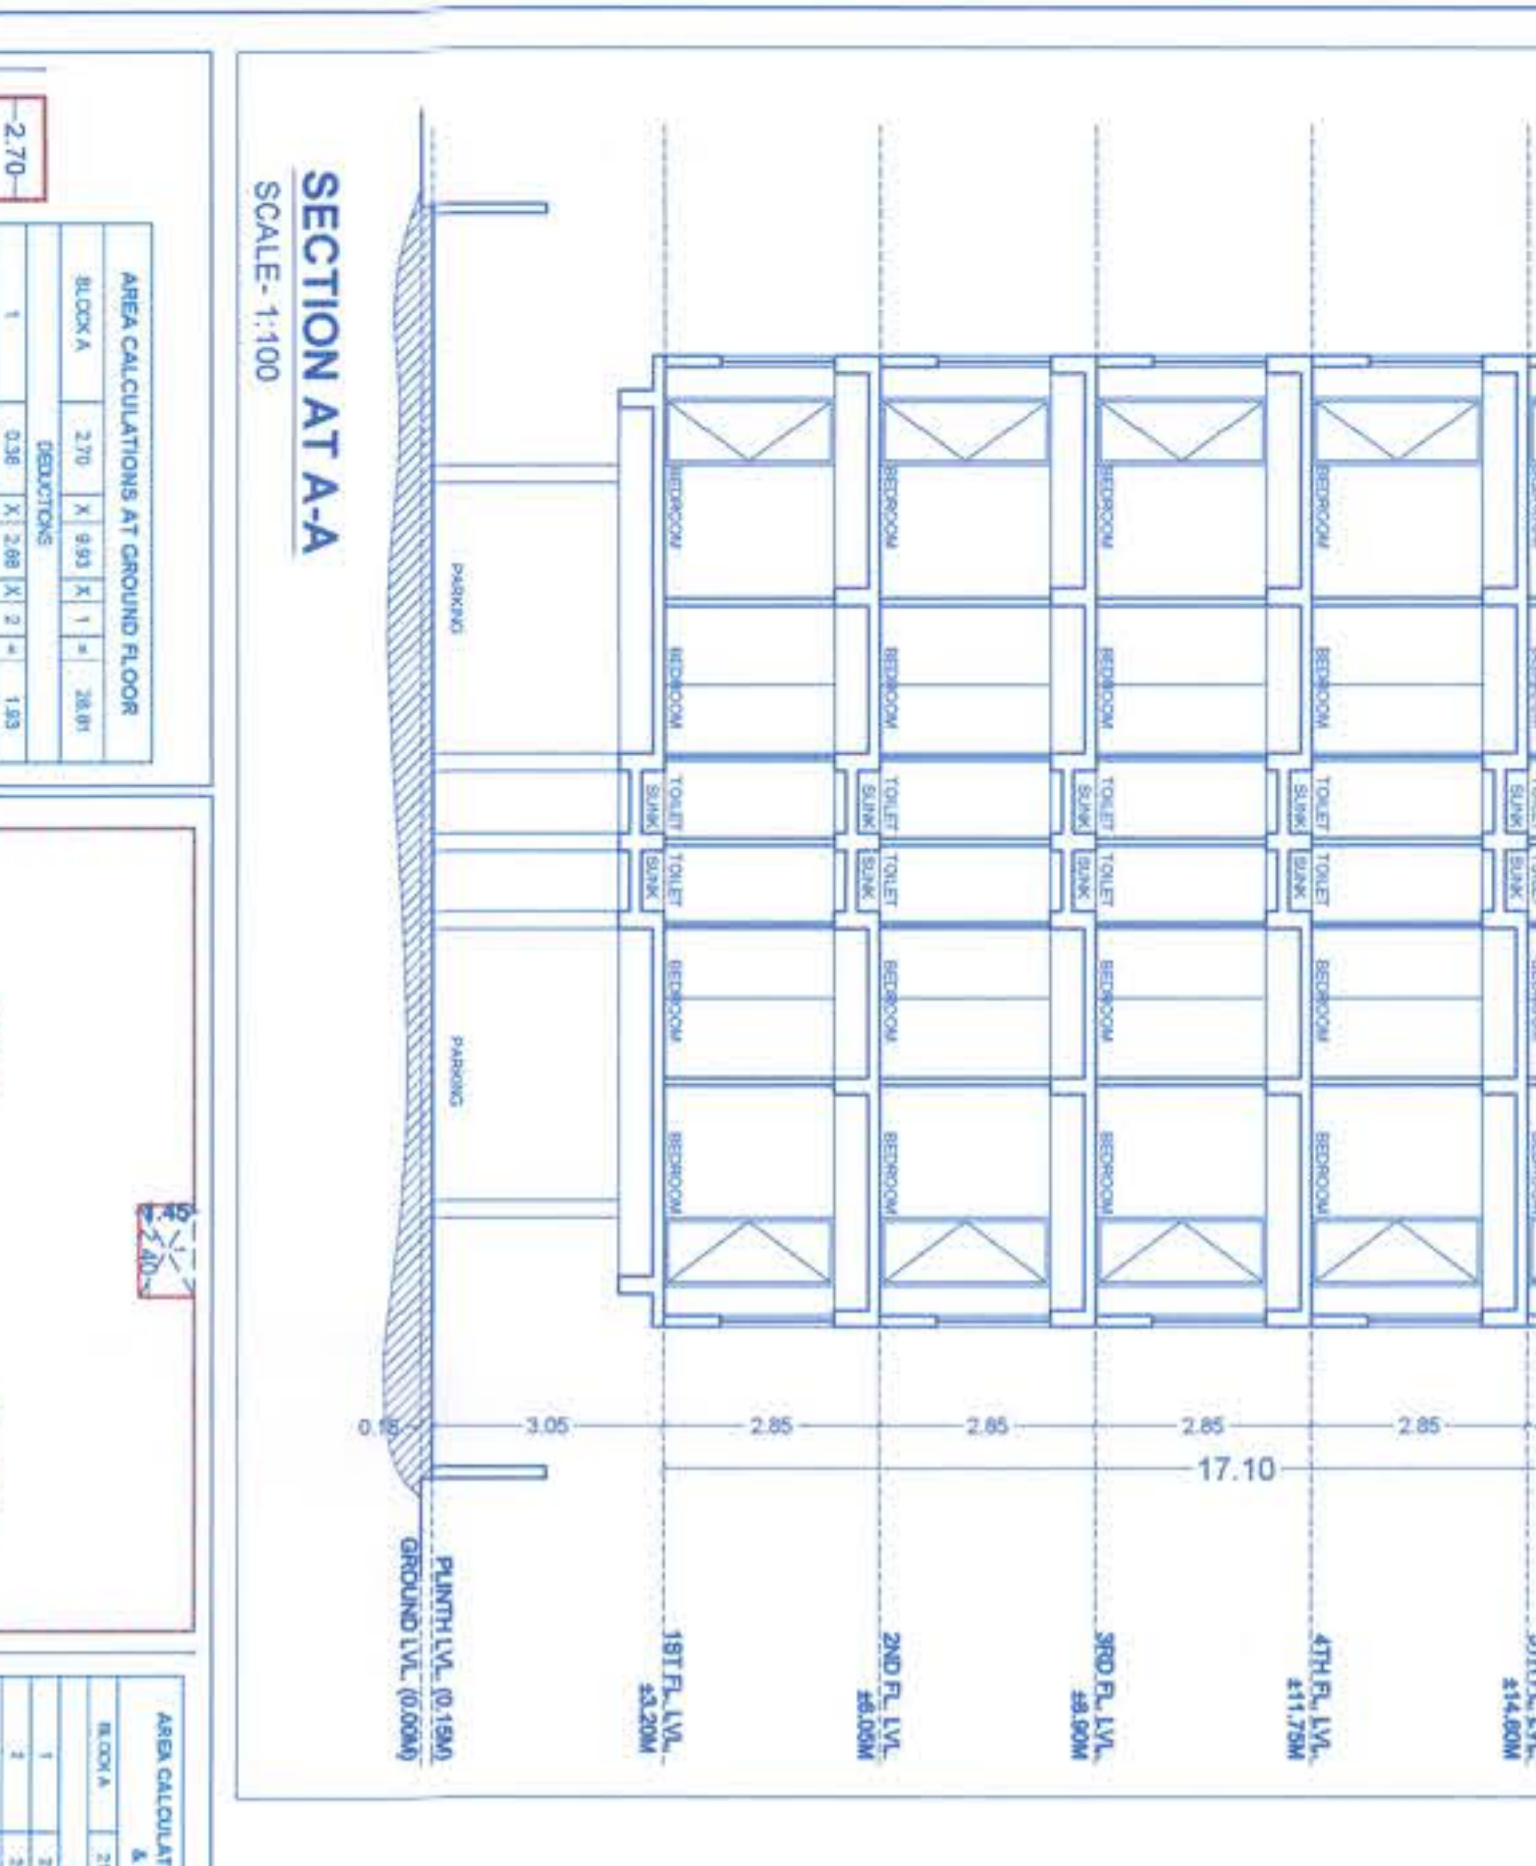 SECTION AT A-A
SCALE- 1:100
4TH FL. LVL.
±11.75M
3RD FL. LVL.
±8.90M
2ND FL. LVL.
±6.05M
1ST FL. LVL.
±3.20M
PLINTH LVL. (0.15M)
GROUND LVL. (0.00M)
±14.60M
BEDROOM BEDROOM TOILET TOILET BEDROOM BEDROOM
SUNK SUNK
BEDROOM BEDROOM TOILET TOILET BEDROOM BEDROOM
SUNK SUNK
BEDROOM BEDROOM TOILET TOILET BEDROOM BEDROOM
SUNK SUNK
BEDROOM BEDROOM TOILET TOILET BEDROOM BEDROOM
SUNK SUNK
SUNK SUNK
PARKING PARKING
2.85
2.85
2.85
2.85
3.05
17.10
2.70
AREA CALCULATIONS AT GROUND FLOOR
BLOCK A 2.70 X 9.93 X 1 = 26.81
DEDUCTIONS
1 0.36 X 2.68 X 2 = 1.93
AREA CALCULAT
&
BLOCK A
1
2